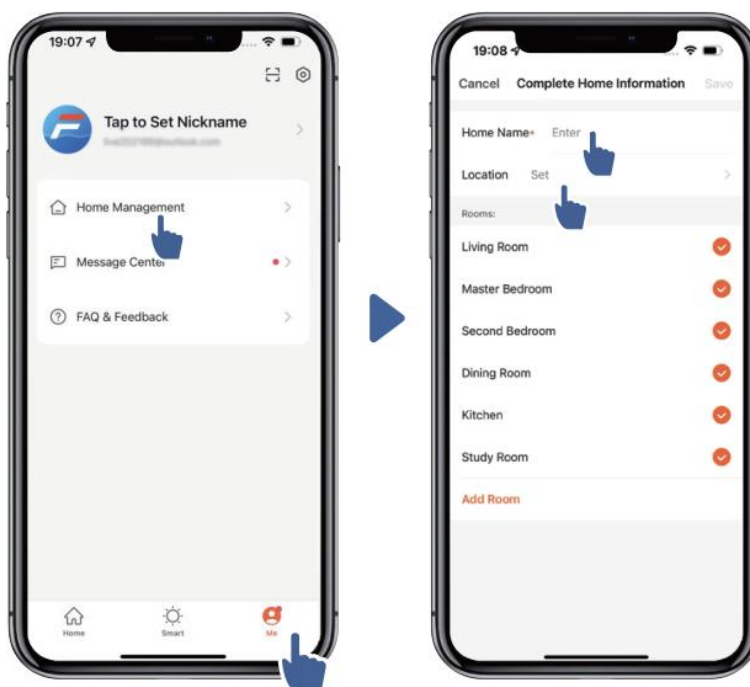 19:07
Tap to Set Nickname
Home Management
Message Center
FAQ & Feedback
Home
Smart
Me
19:08
Cancel Complete Home Information Save
Home Name* Enter
Location Set
Rooms:
Living Room
Master Bedroom
Second Bedroom
Dining Room
Kitchen
Study Room
Add Room